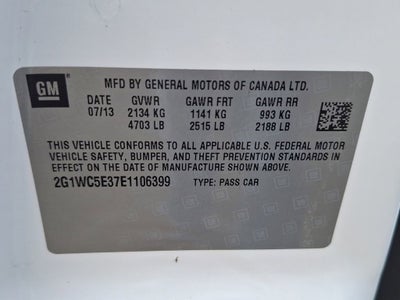 GM
MFD BY GENERAL MOTORS OF CANADA LTD.
DATE GVWR GAWR FRT GAWR RR
07/13 2134 KG 1141 KG 993 KG
4703 LB 2515 LB 2188 LB
THIS VEHICLE CONFORMS TO ALL APPLICABLE U.S. FEDERAL MOTOR
VEHICLE SAFETY, BUMPER, AND THEFT PREVENTION STANDARDS IN
EFFECT ON THE DATE OF MANUFACTURE SHOWN ABOVE.
2G1WC5E37E1106399 TYPE: PASS CAR